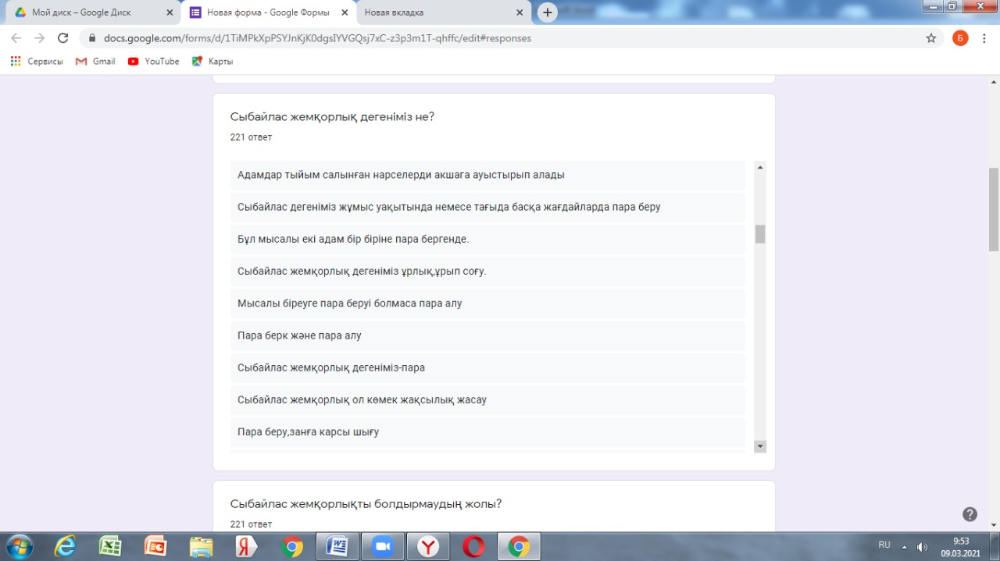 Мой диск – Google Диск
Новая форма - Google Формы
Новая вкладка
docs.google.com/forms/d/1TiMPkXpPSYJnKjK0dgsIYVGQsj7xC-z3p3m1T-qhffc/edit#responses
Б
Сервисы
Gmail
YouTube
Карты
Сыбайлас жемқорлық дегеніміз не?
221 ответ
Адамдар тыйым салынған нарселерди акшага ауыстырып алады
Сыбайлас дегеніміз жұмыс уақытында немесе тағыда басқа жағдайларда пара беру
Бұл мысалы екі адам бір біріне пара бергенде.
Сыбайлас жемқорлық дегеніміз ұрлық,ұрып соғу.
Мысалы біреуге пара беруі болмаса пара алу
Пара берк және пара алу
Сыбайлас жемқорлық дегеніміз-пара
Сыбайлас жемқорлық ол көмек жақсылық жасау
Пара беру,занға карсы шығу
Сыбайлас жемқорлықты болдырмаудың жолы?
221 ответ
RU
9:53
09.03.2021